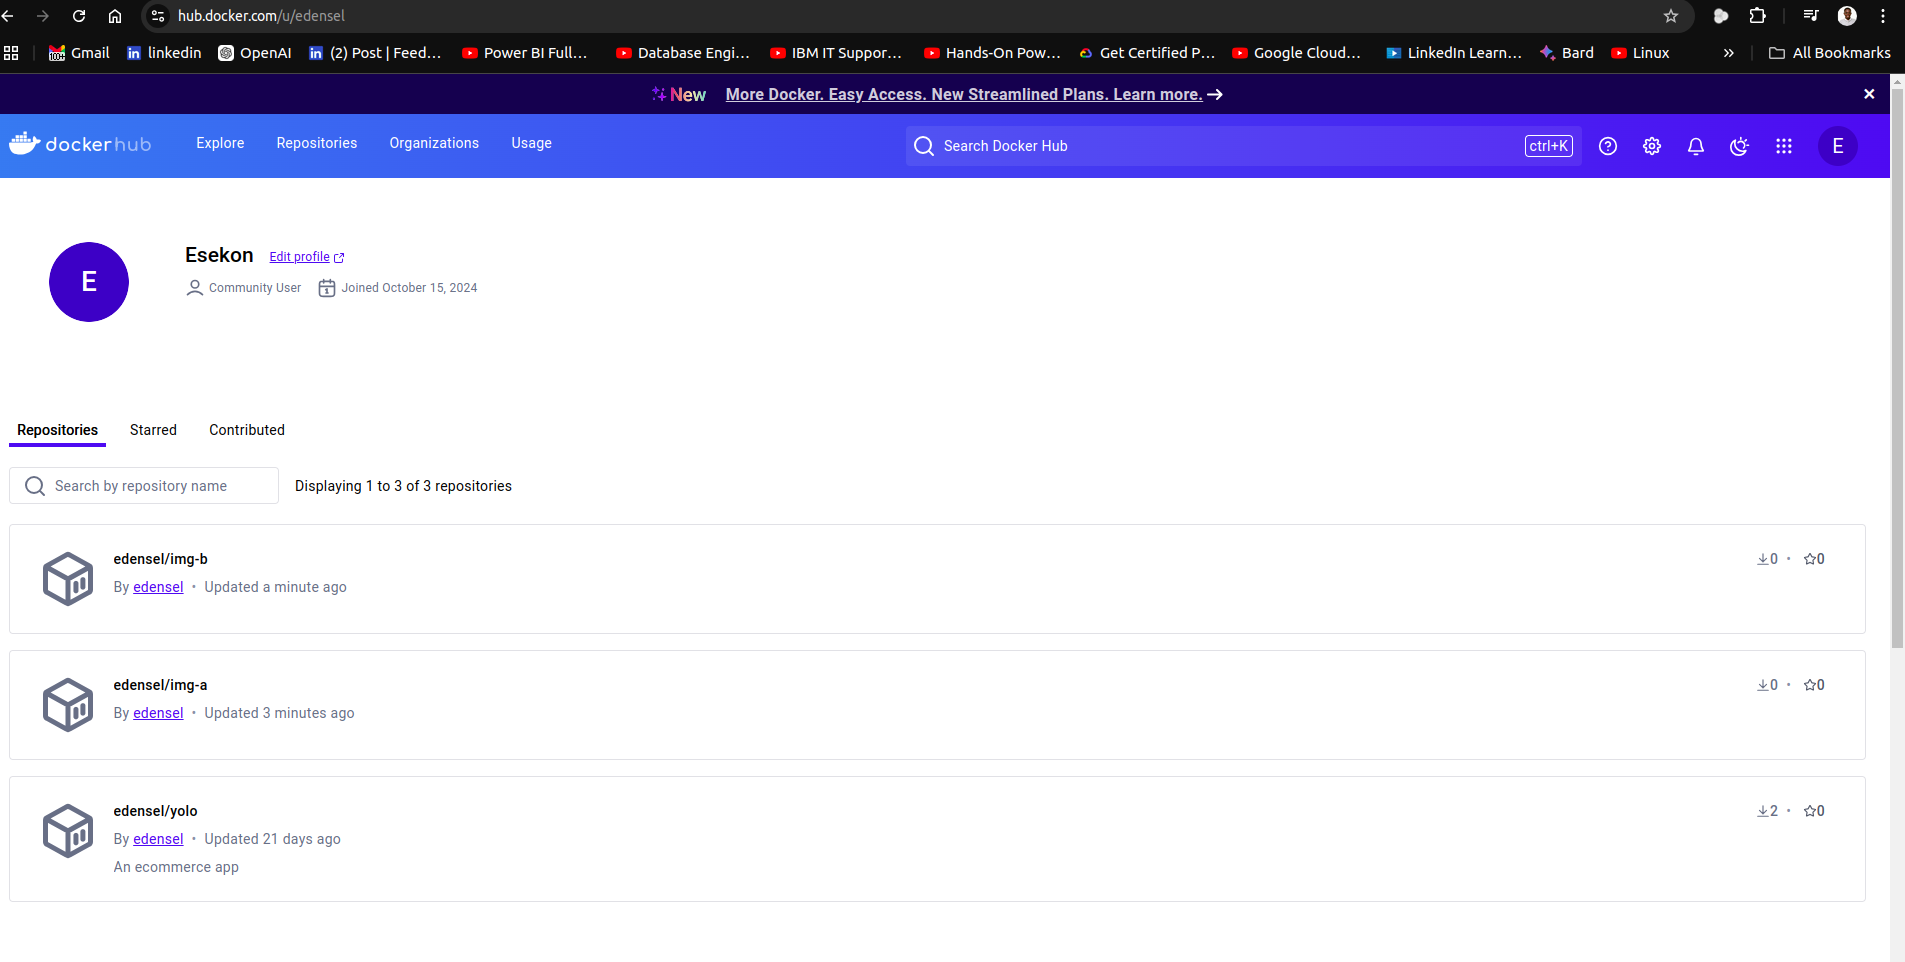 hub.docker.com/u/edensel
Gmail linkedin OpenAI (2) Post | Feed... Power BI Full... Database Engi... IBM IT Suppor... Hands-On Pow... Get Certified P... Google Cloud... LinkedIn Learn... Bard Linux » All Bookmarks
New More Docker. Easy Access. New Streamlined Plans. Learn more. →
dockerhub Explore Repositories Organizations Usage Search Docker Hub ctrl+K E
E
Esekon Edit profile
Community User Joined October 15, 2024
Repositories Starred Contributed
Search by repository name Displaying 1 to 3 of 3 repositories
edensel/img-b 0 • 0
By edensel • Updated a minute ago
edensel/img-a 0 • 0
By edensel • Updated 3 minutes ago
edensel/yolo 2 • 0
By edensel • Updated 21 days ago
An ecommerce app